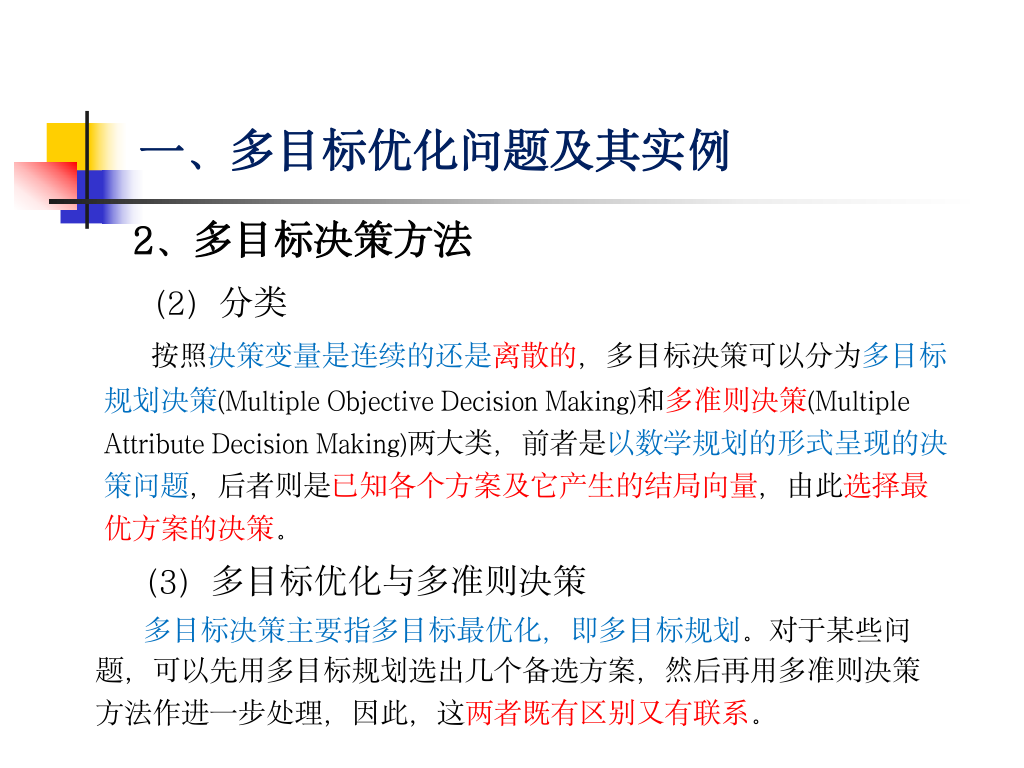 一、多目标优化问题及其实例
2、多目标决策方法
(2)分类
按照决策变量是连续的还是离散的，多目标决策可以分为多目标
规划决策(Multiple Objective Decision Making)和多准则决策(Multiple
Attribute Decision Making)两大类，前者是以数学规划的形式呈现的决
策问题，后者则是已知各个方案及它产生的结局向量，由此选择最
优方案的决策。
(3)多目标优化与多准则决策
多目标决策主要指多目标最优化，即多目标规划。对于某些问
题，可以先用多目标规划选出几个备选方案，然后再用多准则决策
方法作进一步处理，因此，这两者既有区别又有联系。